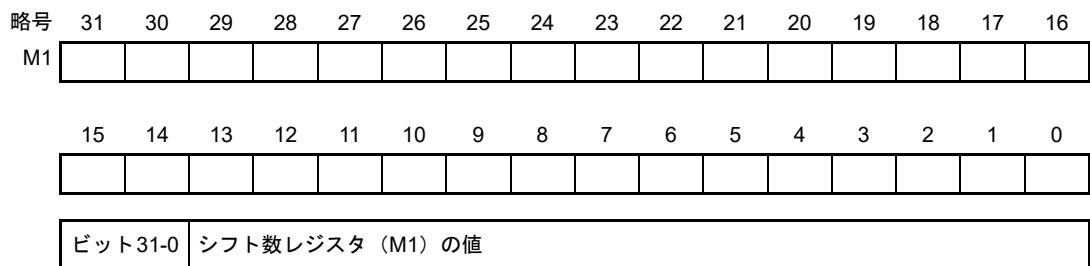 略号 31 30 29 28 27 26 25 24 23 22 21 20 19 18 17 16
M1
15 14 13 12 11 10 9 8 7 6 5 4 3 2 1 0
ビット31-0 シフト数レジスタ（M1）の値